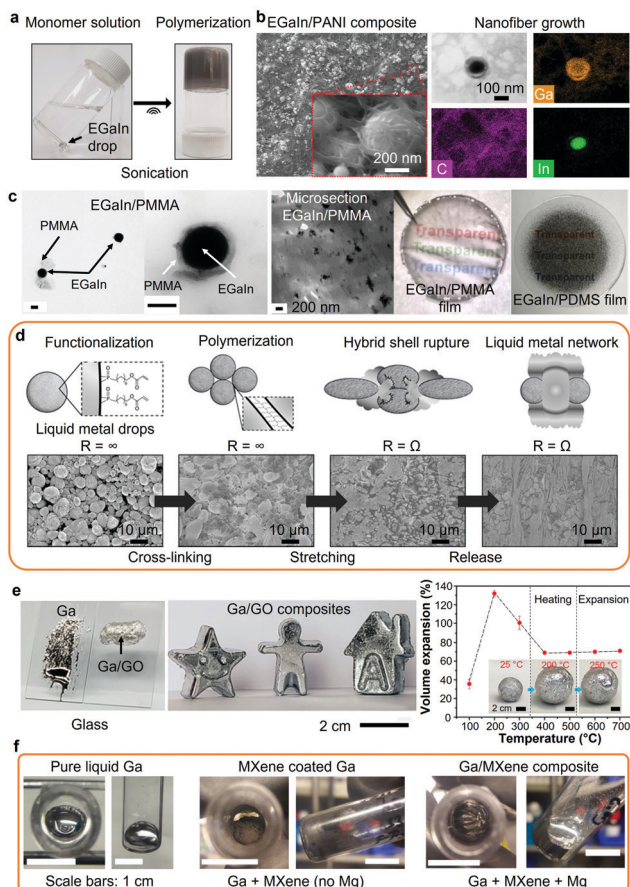 a
Monomer solution
Polymerization
EGaIn
drop
Sonication
b
EGaIn/PANI composite
200 nm
Nanofiber growth
100 nm
Ga
C
In
c
EGaIn/PMMA
PMMA
EGaIn
PMMA
EGaIn
Microsection
EGaIn/PMMA
200 nm
Transparent
Transparent
Transparent
EGaIn/PMMA
film
Transparent
Transparent
Transparent
EGaIn/PDMS film
d
Functionalization
Polymerization
Hybrid shell rupture
Liquid metal network
Liquid metal drops
R = ∞
R = ∞
R = Ω
R = Ω
10 µm
10 µm
10 µm
10 µm
Cross-linking
Stretching
Release
e
Ga
Ga/GO
Glass
Ga/GO composites
2 cm
Volume expansion (%)
140
120
100
80
60
40
20
0
Heating
Expansion
25 °C
200 °C
250 °C
2 cm
100 200 300 400 500 600 700
Temperature (°C)
f
Pure liquid Ga
MXene coated Ga
Ga/MXene composite
Scale bars: 1 cm
Ga + MXene (no Mg)
Ga + MXene + Mg